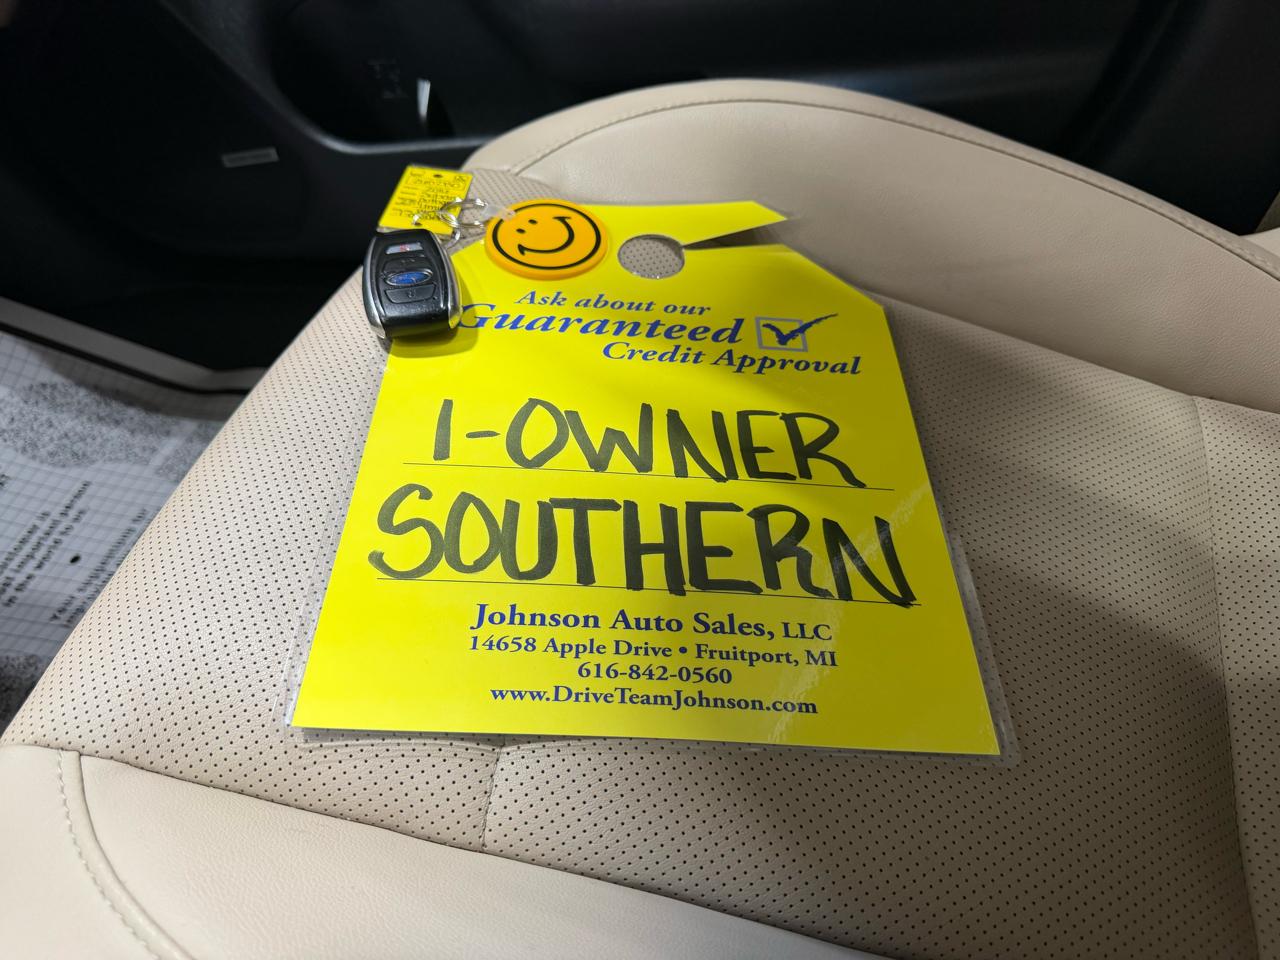 Ask about our
Guaranteed
Credit Approval
1-OWNER
SOUTHERN
Johnson Auto Sales, LLC
14658 Apple Drive • Fruitport, MI
616-842-0560
www.DriveTeamJohnson.com